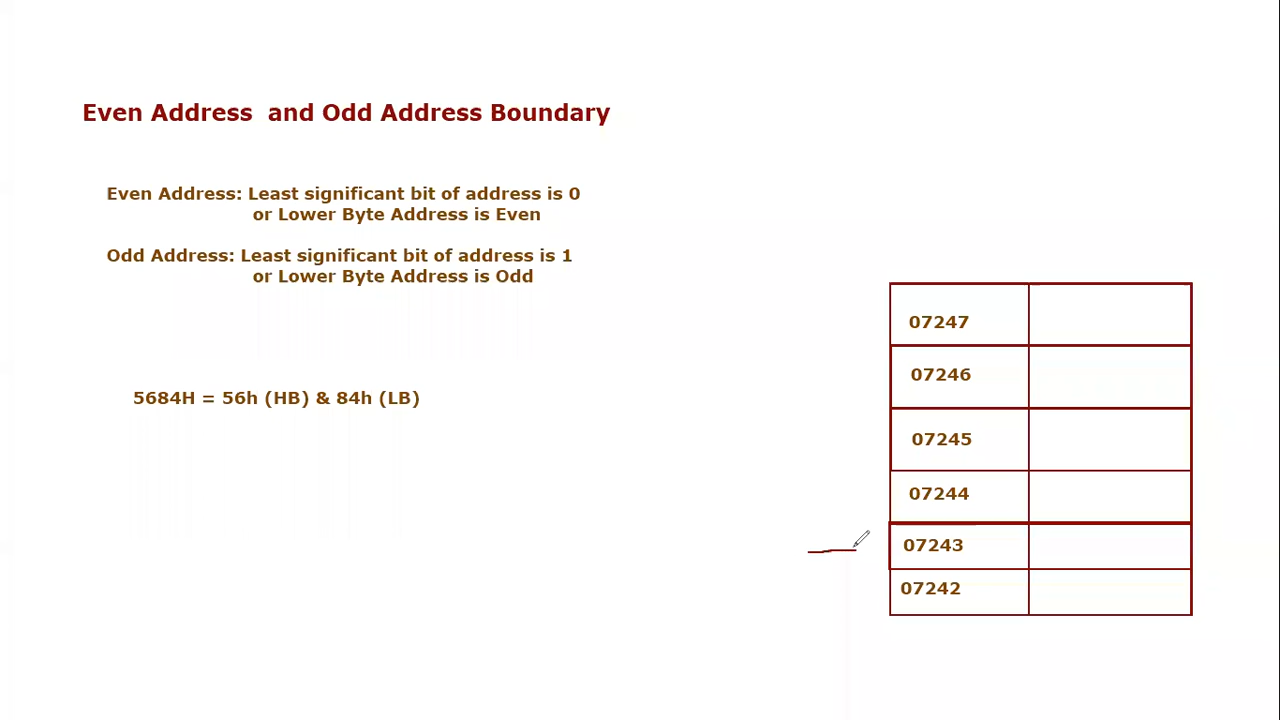 Even Address and Odd Address Boundary
Even Address: Least significant bit of address is 0
or Lower Byte Address is Even
Odd Address: Least significant bit of address is 1
or Lower Byte Address is Odd
5684H = 56h (HB) & 84h (LB)
07247
07246
07245
07244
07243
07242